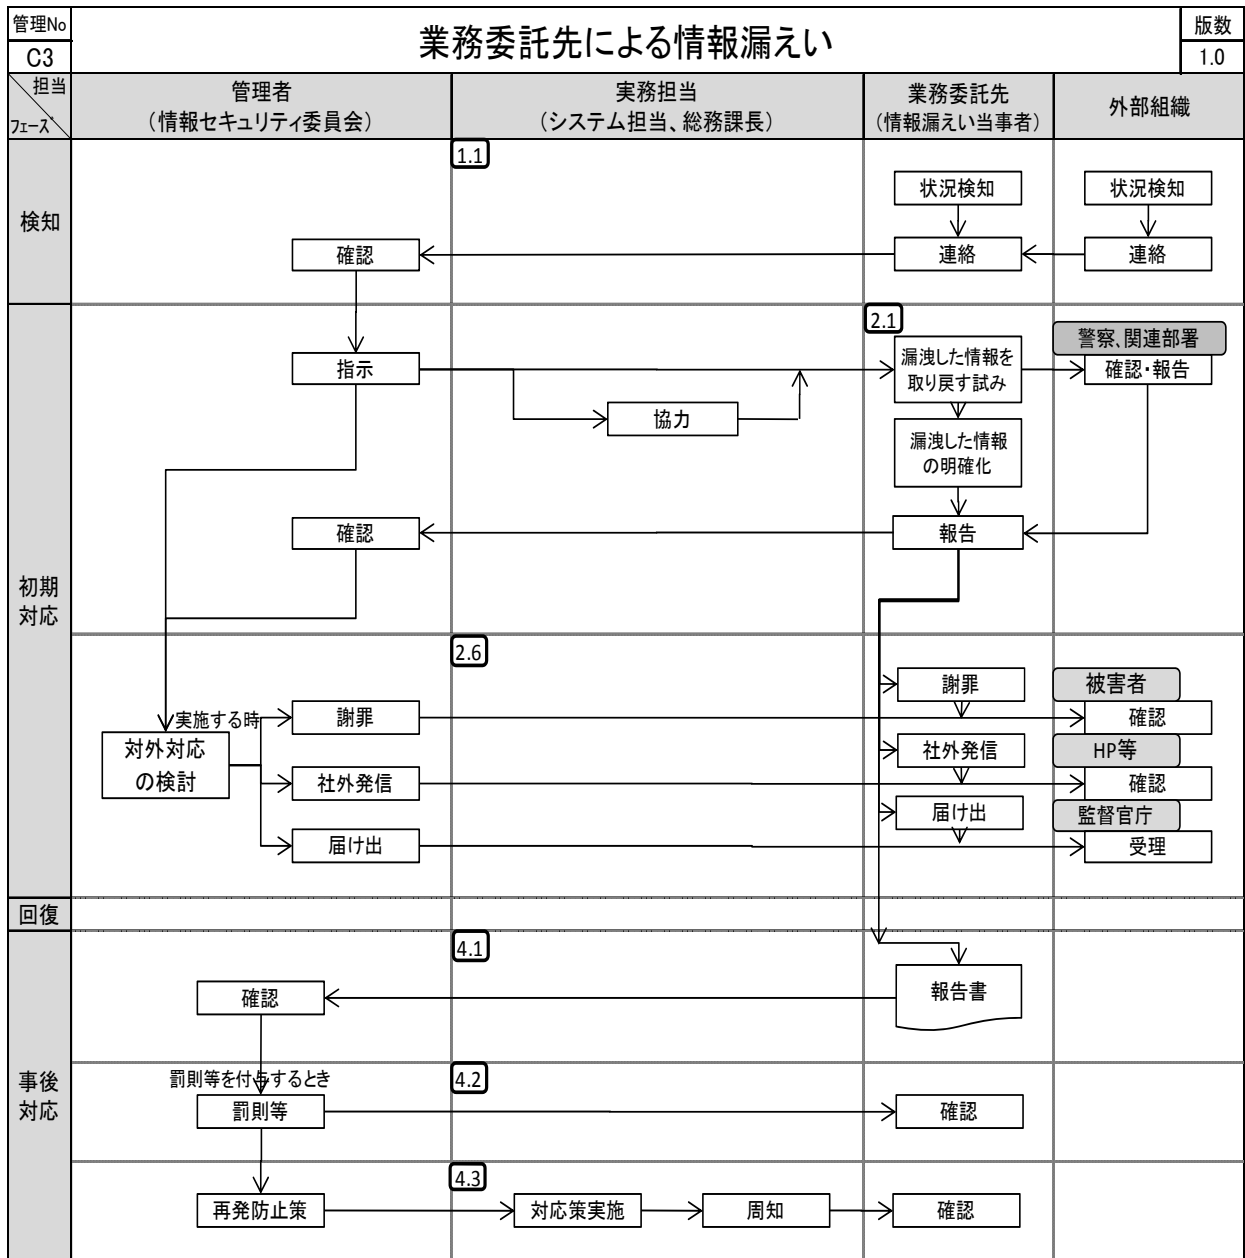 管理No
C3
業務委託先による情報漏えい
版数
1.0
担当
フェーズ
管理者
(情報セキュリティ委員会)
実務担当
(システム担当、総務課長)
業務委託先
(情報漏えい当事者)
外部組織
検知
1.1
状況検知
状況検知
確認
連絡
連絡
初期
対応
2.1
警察、関連部署
指示
漏洩した情報を
取り戻す試み
確認・報告
協力
漏洩した情報
の明確化
確認
報告
2.6
謝罪
被害者
実施する時
謝罪
確認
対外対応
の検討
社外発信
HP等
社外発信
確認
届け出
監督官庁
届け出
受理
回復
事後
対応
4.1
確認
報告書
罰則等を付与するとき
4.2
罰則等
確認
4.3
再発防止策
対応策実施
周知
確認